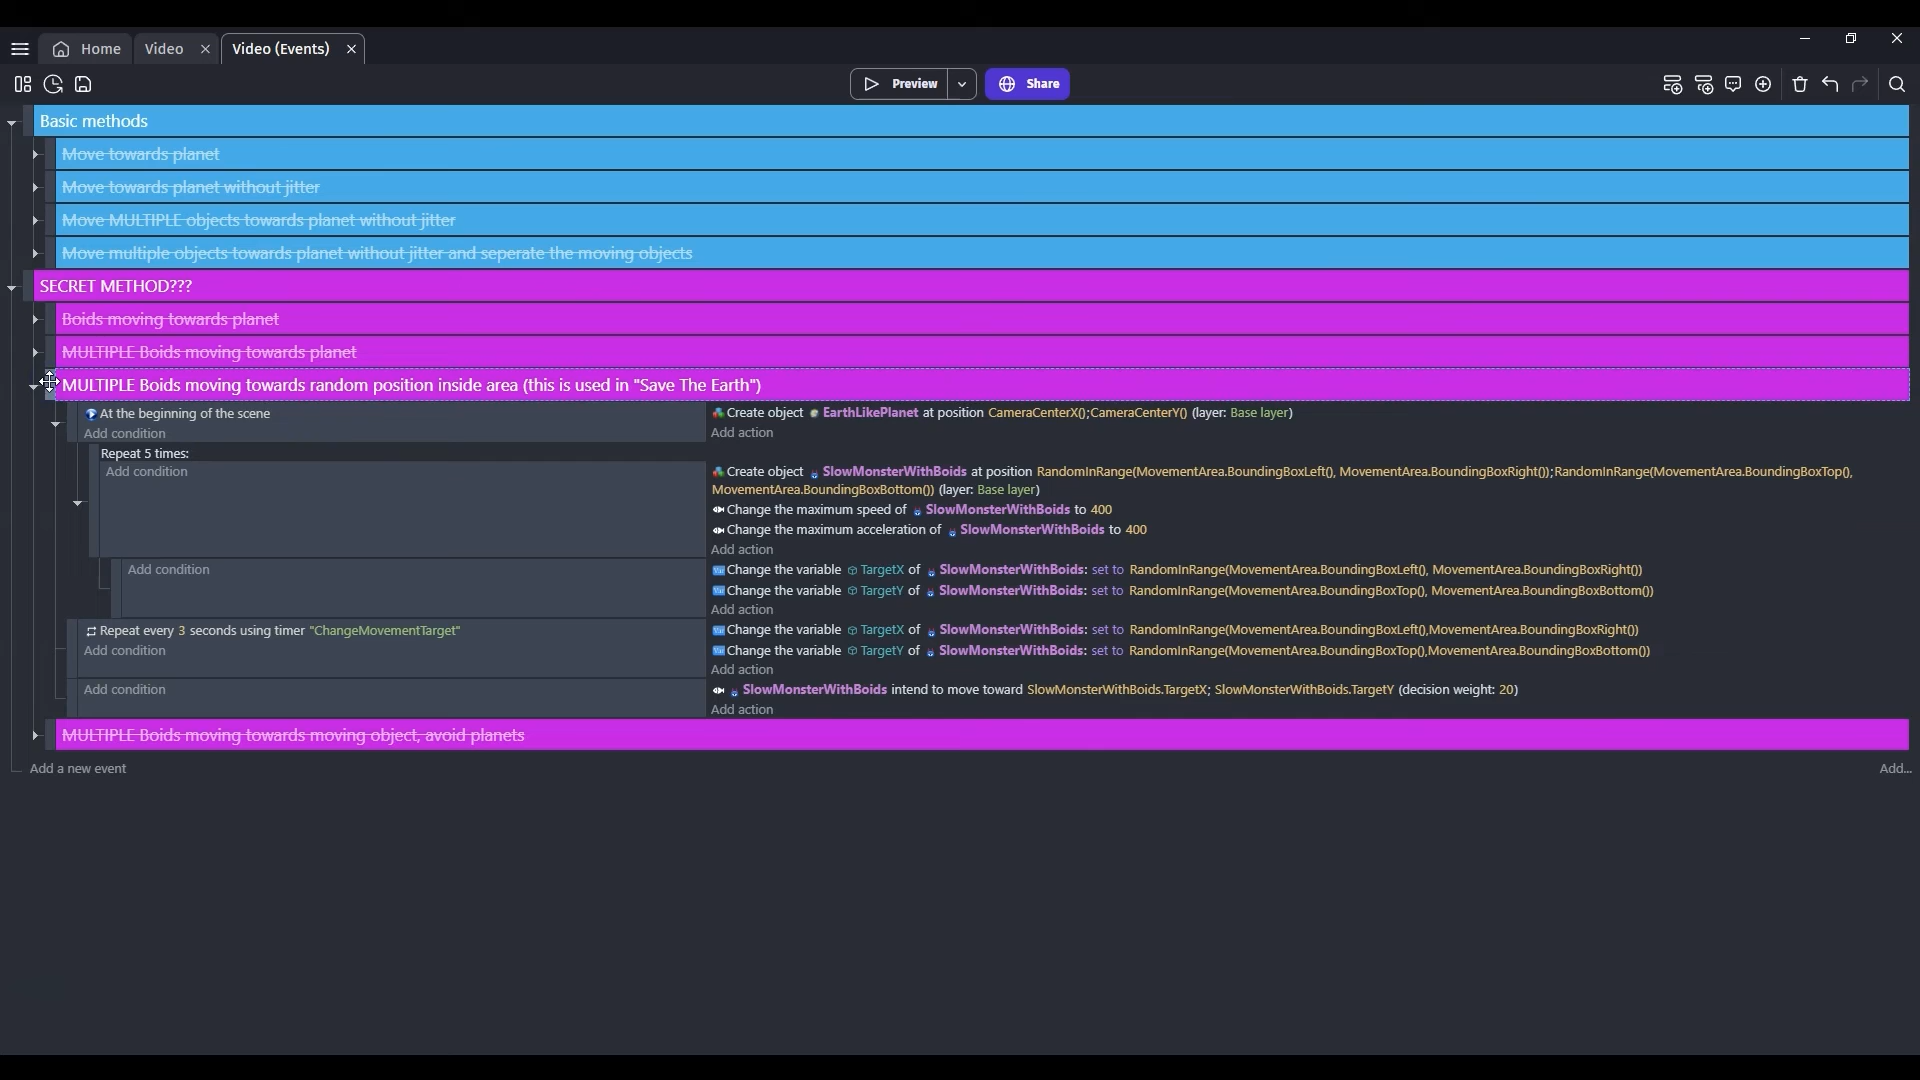 Home
Video
Video (Events)
Preview
Share
Basic methods
Move towards planet
Move towards planet without jitter
Move MULTIPLE objects towards planet without jitter
Move multiple objects towards planet without jitter and seperate the moving objects
SECRET METHOD???
Boids moving towards planet
MULTIPLE Boids moving towards planet
MULTIPLE Boids moving towards random position inside area (this is used in "Save The Earth")
At the beginning of the scene
Add condition
Create object EarthLikePlanet at position CameraCenterX();CameraCenterY() (layer: Base layer)
Add action
Repeat 5 times:
Add condition
Create object SlowMonsterWithBoids at position RandomInRange(MovementArea.BoundingBoxLeft(), MovementArea.BoundingBoxRight());RandomInRange(MovementArea.BoundingBoxTop(),
MovementArea.BoundingBoxBottom()) (layer: Base layer)
Change the maximum speed of SlowMonsterWithBoids to 400
Change the maximum acceleration of SlowMonsterWithBoids to 400
Add action
Add condition
Change the variable TargetX of SlowMonsterWithBoids: set to RandomInRange(MovementArea.BoundingBoxLeft(), MovementArea.BoundingBoxRight())
Change the variable TargetY of SlowMonsterWithBoids: set to RandomInRange(MovementArea.BoundingBoxTop(), MovementArea.BoundingBoxBottom())
Add action
Repeat every 3 seconds using timer "ChangeMovementTarget"
Add condition
Change the variable TargetX of SlowMonsterWithBoids: set to RandomInRange(MovementArea.BoundingBoxLeft(),MovementArea.BoundingBoxRight())
Change the variable TargetY of SlowMonsterWithBoids: set to RandomInRange(MovementArea.BoundingBoxTop(),MovementArea.BoundingBoxBottom())
Add action
Add condition
SlowMonsterWithBoids intend to move toward SlowMonsterWithBoids.TargetX; SlowMonsterWithBoids.TargetY (decision weight: 20)
Add action
MULTIPLE Boids moving towards moving object, avoid planets
Add a new event
Add...